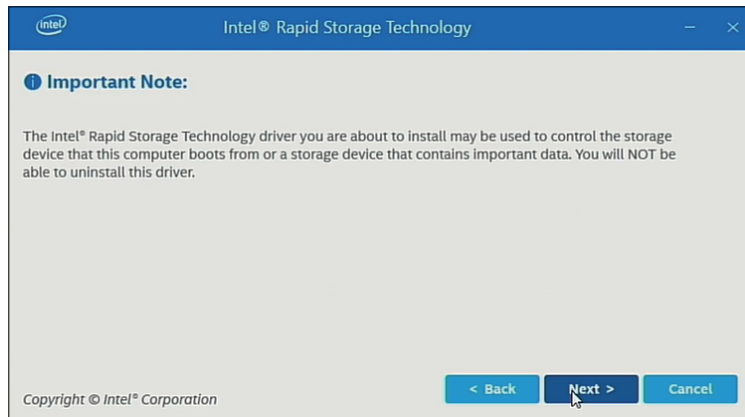 intel
Intel® Rapid Storage Technology
Important Note:
The Intel® Rapid Storage Technology driver you are about to install may be used to control the storage
device that this computer boots from or a storage device that contains important data. You will NOT be
able to uninstall this driver.
< Back
Next >
Cancel
Copyright © Intel® Corporation